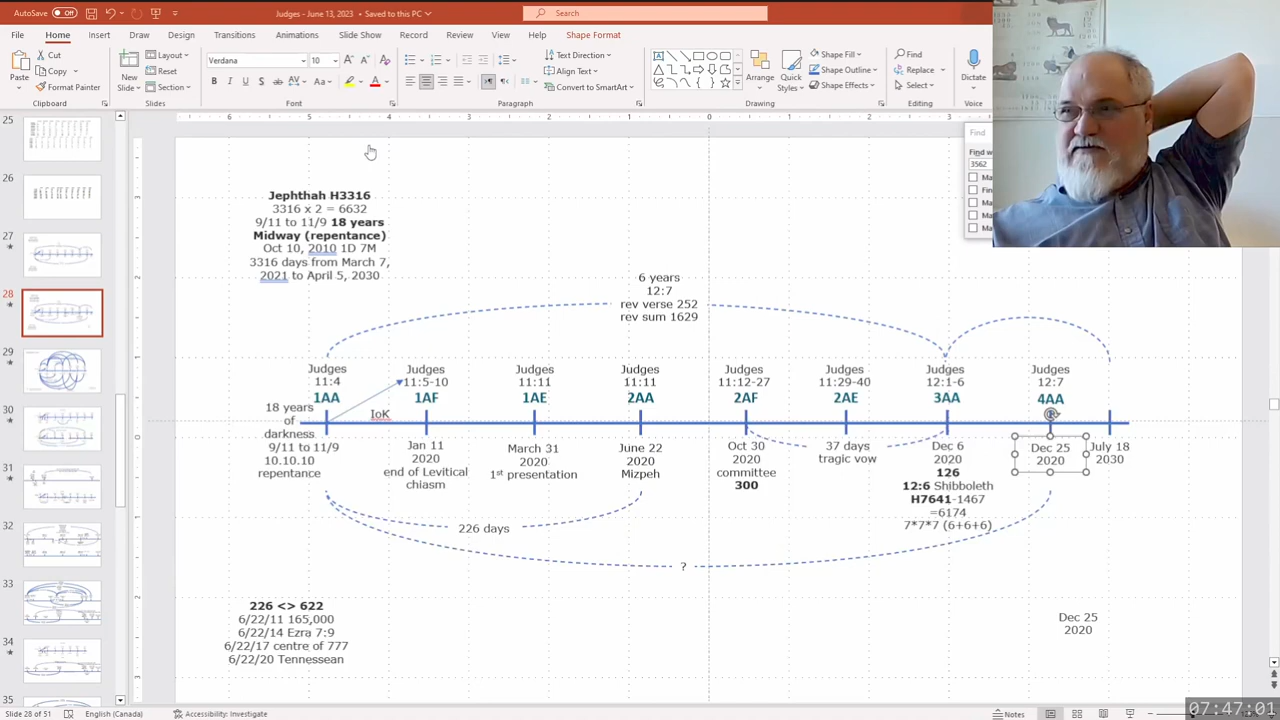 AutoSave Off Judges - June 13, 2023 • Saved to this PC Search
File Home Insert Draw Design Transitions Animations Slide Show Record Review View Help Shape Format
Paste Cut Copy Format Painter
New Slide Layout Reset Section
Verdana 10
Text Direction Align Text Convert to SmartArt
Arrange Quick Styles Shape Fill Shape Outline Shape Effects
Find Replace Select Dictate
Clipboard Slides Font Paragraph Drawing Editing Voice
Find
Find w
3562
25
26
27
28
29
30
31
32
33
34
35
Jephthah H3316
3316 x 2 = 6632
9/11 to 11/9 18 years
Midway (repentance)
Oct 10, 2010 1D 7M
3316 days from March 7,
2021 to April 5, 2030
6 years
12:7
rev verse 252
rev sum 1629
Judges
11:4
1AA
Judges
11:5-10
1AF
Judges
11:11
1AE
Judges
11:11
2AA
Judges
11:12-27
2AF
Judges
11:29-40
2AE
Judges
12:1-6
3AA
Judges
12:7
4AA
IoK
18 years
of
darkness
9/11 to 11/9
10.10.10
repentance
Jan 11
2020
end of Levitical
chiasm
March 31
2020
1st presentation
June 22
2020
Mizpeh
Oct 30
2020
committee
300
37 days
tragic vow
Dec 6
2020
126
12:6 Shibboleth
H7641-1467
=6174
7*7*7 (6+6+6)
Dec 25
2020
July 18
2030
226 days
?
226 <> 622
6/22/11 165,000
6/22/14 Ezra 7:9
6/22/17 centre of 777
6/22/20 Tennessean
Dec 25
2020
Slide 28 of 51 English (Canada) Accessibility: Investigate Notes
07:47:01